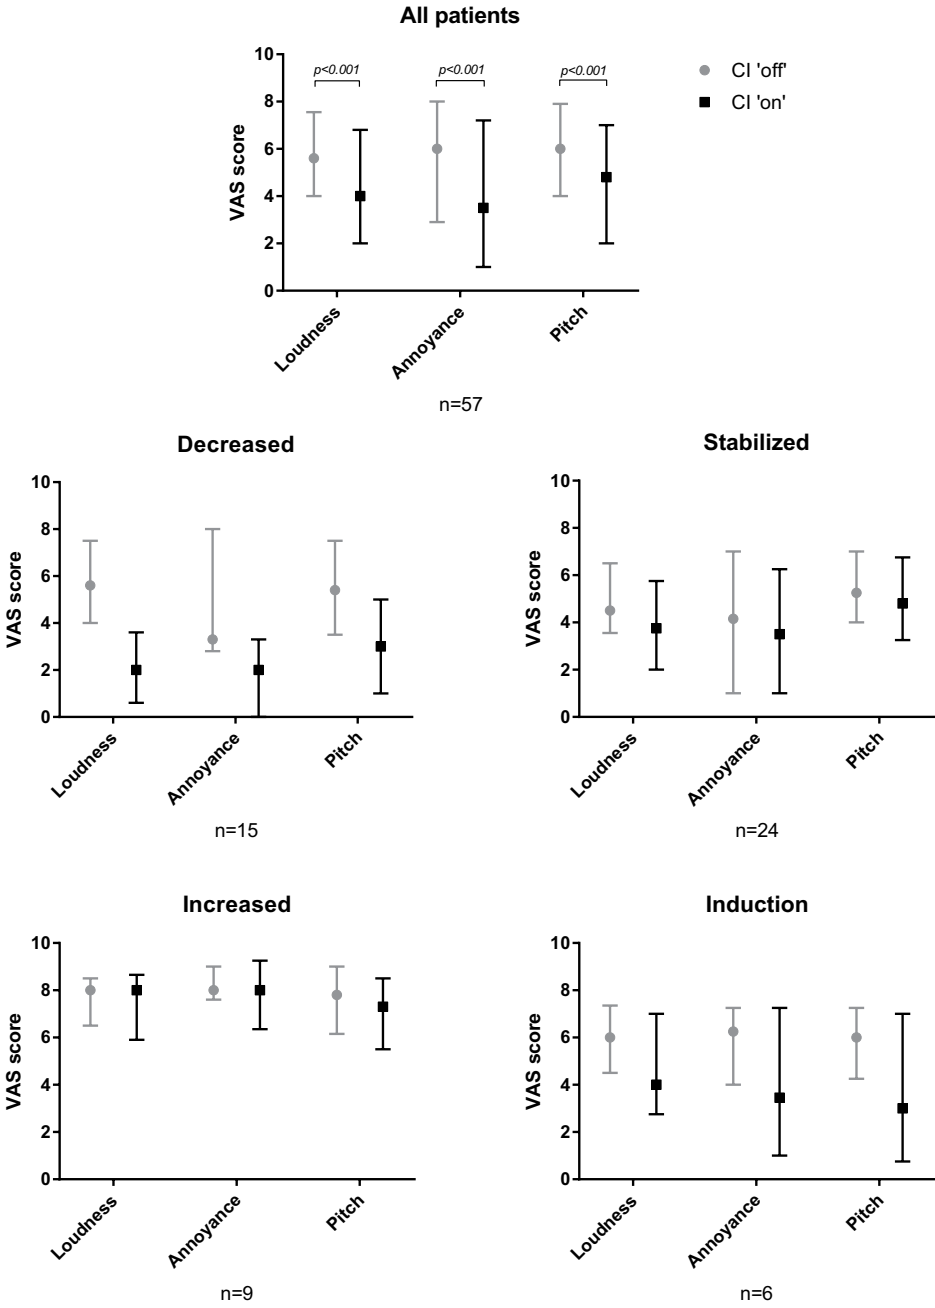 All patients
10
8
6
4
2
0
VAS score
p<0.001
p<0.001
p<0.001
CI 'off'
CI 'on'
Loudness
Annoyance
Pitch
n=57
Decreased
10
8
6
4
2
0
VAS score
Loudness
Annoyance
Pitch
n=15
Stabilized
10
8
6
4
2
0
VAS score
Loudness
Annoyance
Pitch
n=24
Increased
10
8
6
4
2
0
VAS score
Loudness
Annoyance
Pitch
n=9
Induction
10
8
6
4
2
0
VAS score
Loudness
Annoyance
Pitch
n=6